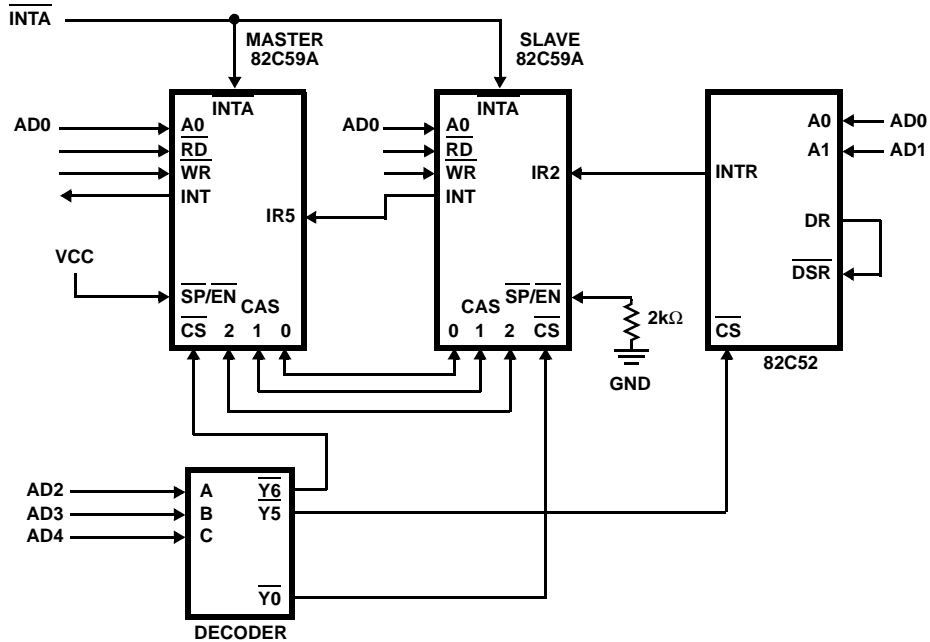 INTA
MASTER
82C59A
SLAVE
82C59A
INTA
INTA
AD0
A0
RD
WR
INT
IR5
VCC
SP/EN
CAS
CS 2 1 0
AD0
A0
RD
WR
INT
IR2
CAS
SP/EN
0 1 2 CS
2kΩ
GND
A0
AD0
A1
AD1
INTR
DR
DSR
CS
82C52
AD2
AD3
AD4
A
B
C
Y6
Y5
Y0
DECODER